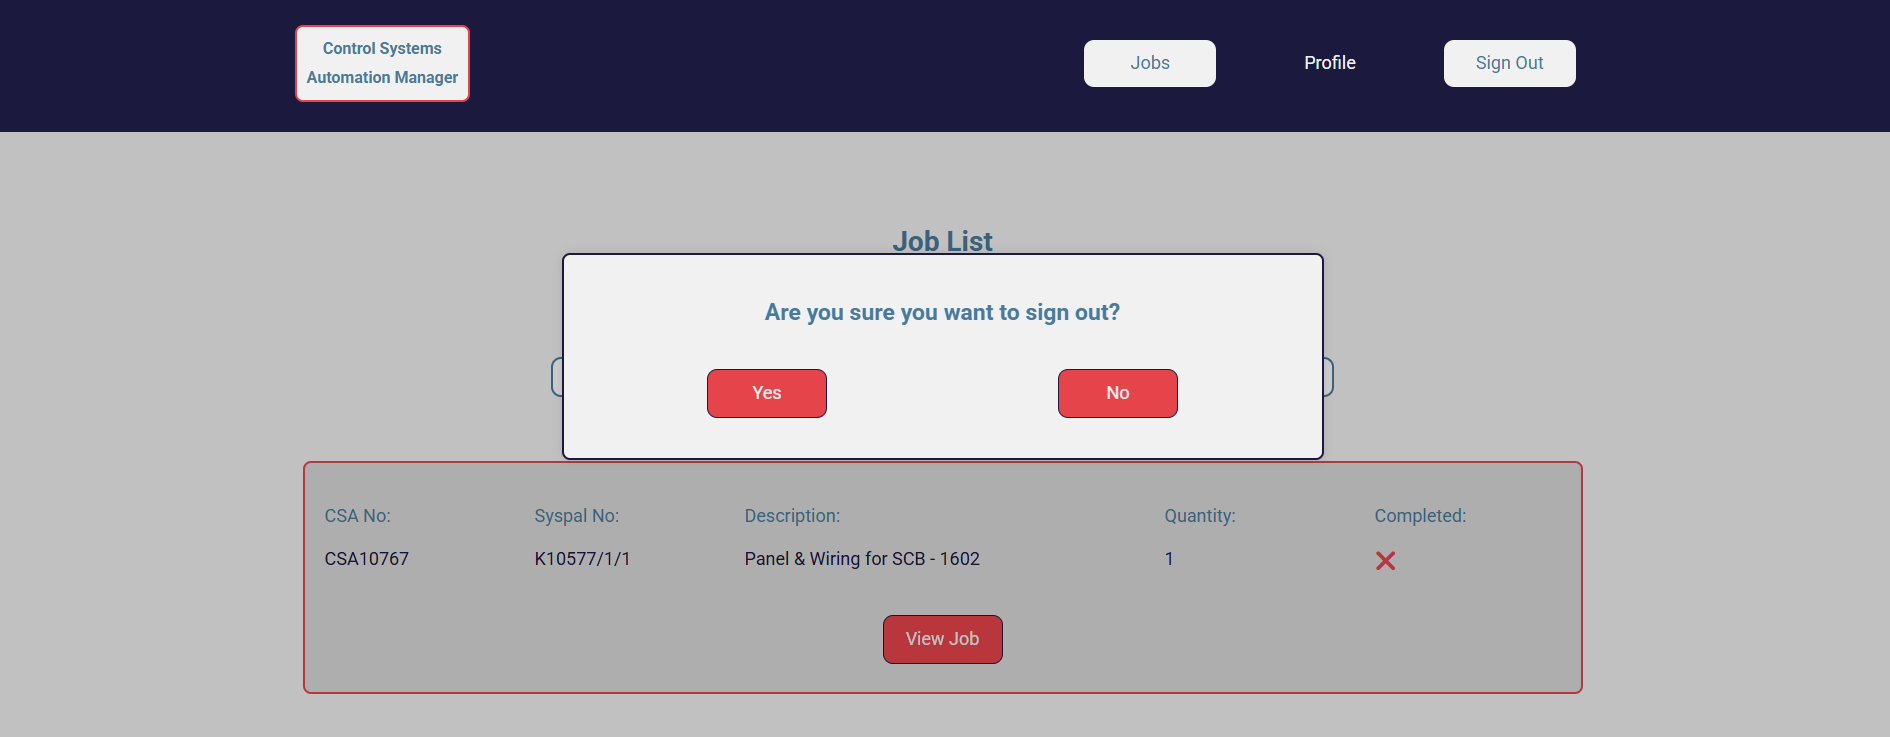 Control Systems
Automation Manager
Jobs
Profile
Sign Out
Job List
Are you sure you want to sign out?
Yes
No
CSA No:
Syspal No:
Description:
Quantity:
Completed:
CSA10767
K10577/1/1
Panel & Wiring for SCB - 1602
1
View Job